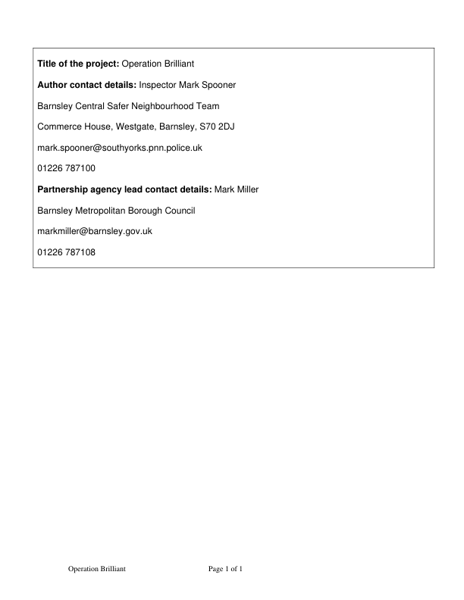 Title of the project: Operation Brilliant
Author contact details: Inspector Mark Spooner
Barnsley Central Safer Neighbourhood Team
Commerce House, Westgate, Barnsley, S70 2DJ
mark.spooner@southyorks.pnn.police.uk
01226 787100
Partnership agency lead contact details: Mark Miller
Barnsley Metropolitan Borough Council
markmiller@barnsley.gov.uk
01226 787108
Operation Brilliant Page 1 of 1